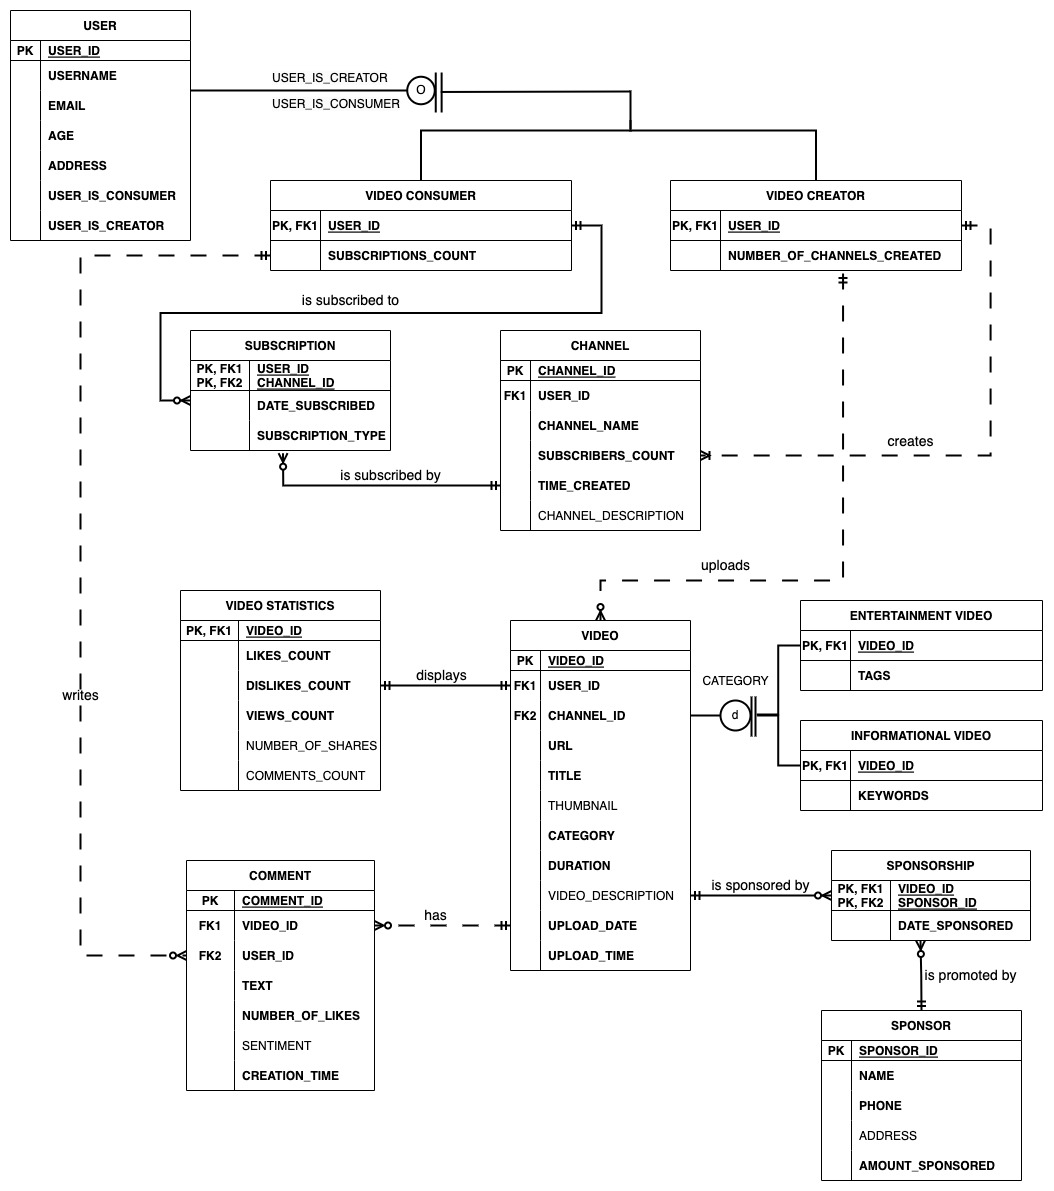 USER
PK USER_ID
USERNAME
EMAIL
AGE
ADDRESS
USER_IS_CONSUMER
USER_IS_CREATOR
USER_IS_CREATOR
USER_IS_CONSUMER
O
VIDEO CONSUMER
PK, FK1 USER_ID
SUBSCRIPTIONS_COUNT
VIDEO CREATOR
PK, FK1 USER_ID
NUMBER_OF_CHANNELS_CREATED
is subscribed to
SUBSCRIPTION
PK, FK1 USER_ID
PK, FK2 CHANNEL_ID
DATE_SUBSCRIBED
SUBSCRIPTION_TYPE
is subscribed by
CHANNEL
PK CHANNEL_ID
FK1 USER_ID
CHANNEL_NAME
SUBSCRIBERS_COUNT
TIME_CREATED
CHANNEL_DESCRIPTION
creates
uploads
writes
VIDEO STATISTICS
PK, FK1 VIDEO_ID
LIKES_COUNT
DISLIKES_COUNT
VIEWS_COUNT
NUMBER_OF_SHARES
COMMENTS_COUNT
displays
VIDEO
PK VIDEO_ID
FK1 USER_ID
FK2 CHANNEL_ID
URL
TITLE
THUMBNAIL
CATEGORY
DURATION
VIDEO_DESCRIPTION
UPLOAD_DATE
UPLOAD_TIME
CATEGORY
d
ENTERTAINMENT VIDEO
PK, FK1 VIDEO_ID
TAGS
INFORMATIONAL VIDEO
PK, FK1 VIDEO_ID
KEYWORDS
COMMENT
PK COMMENT_ID
FK1 VIDEO_ID
FK2 USER_ID
TEXT
NUMBER_OF_LIKES
SENTIMENT
CREATION_TIME
has
is sponsored by
SPONSORSHIP
PK, FK1 VIDEO_ID
PK, FK2 SPONSOR_ID
DATE_SPONSORED
is promoted by
SPONSOR
PK SPONSOR_ID
NAME
PHONE
ADDRESS
AMOUNT_SPONSORED